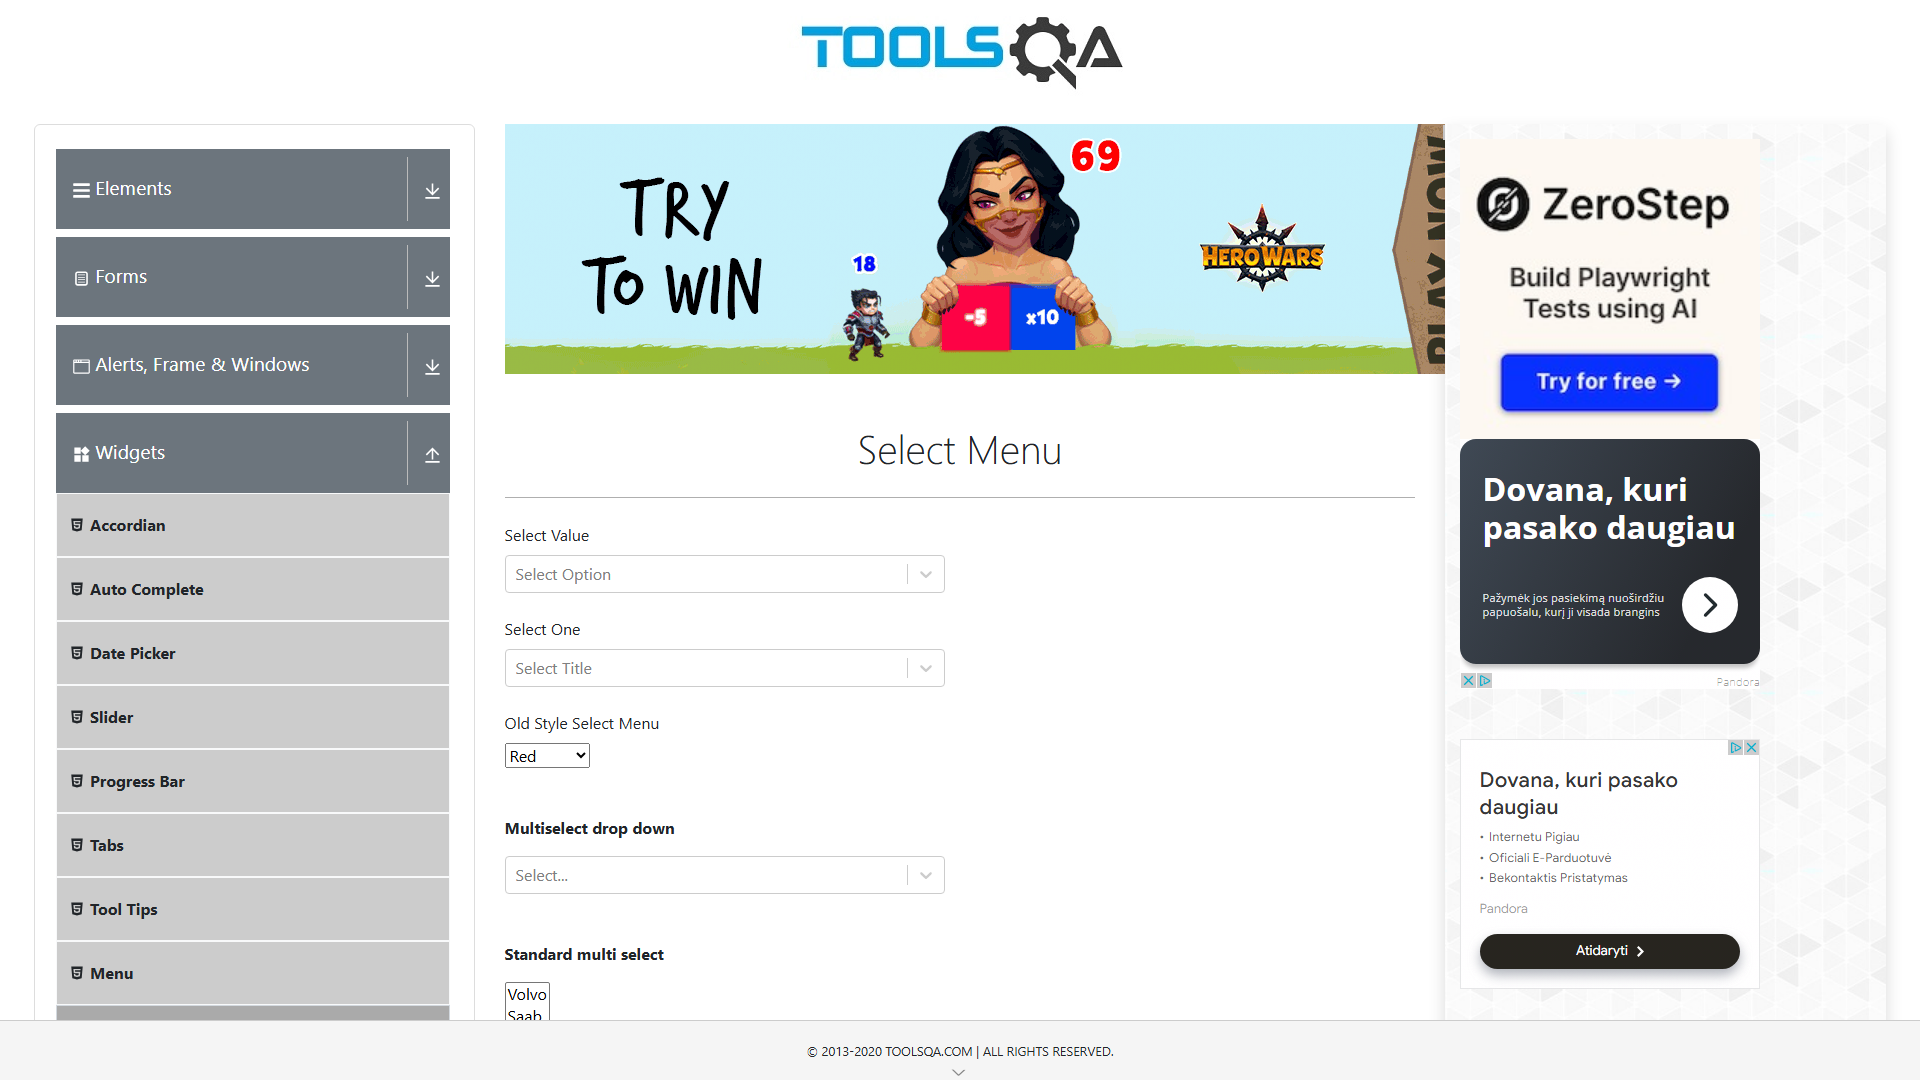 TOOLSQA
Elements
Forms
Alerts, Frame & Windows
Widgets
Accordian
Auto Complete
Date Picker
Slider
Progress Bar
Tabs
Tool Tips
Menu
TRY
TO WIN
18
69
-5
x10
HERO WARS
PLAY NOW
Select Menu
Select Value
Select Option
Select One
Select Title
Old Style Select Menu
Red
Multiselect drop down
Select...
Standard multi select
Volvo
Saab
ZeroStep
Build Playwright
Tests using AI
Try for free →
Dovana, kuri
pasako daugiau
Pažymėk jos pasiekimą nuoširdžiu
papuošalu, kurį ji visada brangins
Pandora
Dovana, kuri pasako
daugiau
• Internetu Pigiau
• Oficiali E-Parduotuvė
• Bekontaktis Pristatymas
Pandora
Atidaryti
© 2013-2020 TOOLSQA.COM | ALL RIGHTS RESERVED.